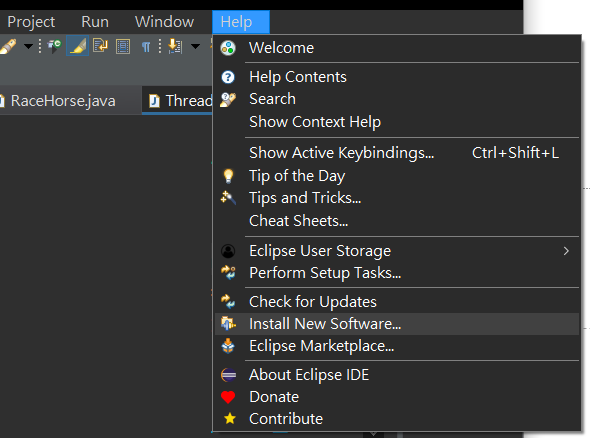 Project Run Window Help
RaceHorse.java Thread
Welcome
Help Contents
Search
Show Context Help
Show Active Keybindings... Ctrl+Shift+L
Tip of the Day
Tips and Tricks...
Cheat Sheets...
Eclipse User Storage
Perform Setup Tasks...
Check for Updates
Install New Software...
Eclipse Marketplace...
About Eclipse IDE
Donate
Contribute